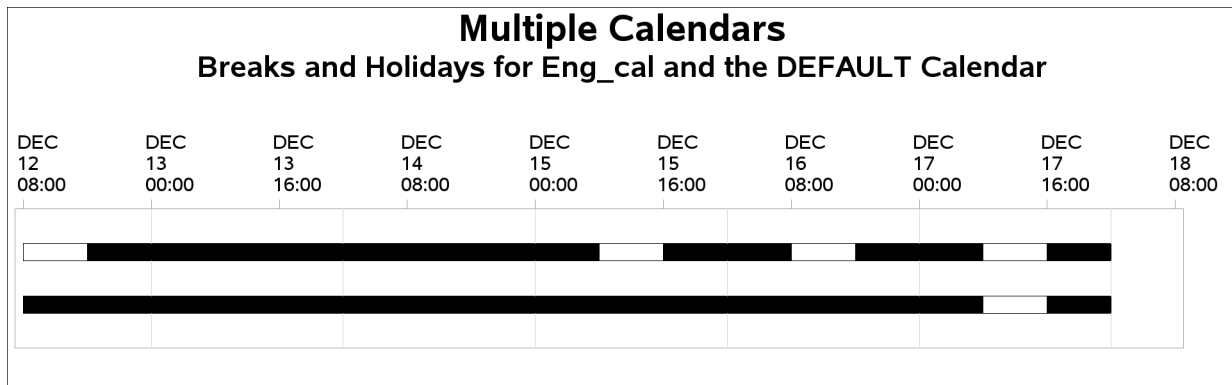 Multiple Calendars
Breaks and Holidays for Eng_cal and the DEFAULT Calendar
DEC DEC DEC DEC DEC DEC DEC DEC DEC DEC
12 13 13 14 15 15 16 17 17 18
08:00 00:00 16:00 08:00 00:00 16:00 08:00 00:00 16:00 08:00